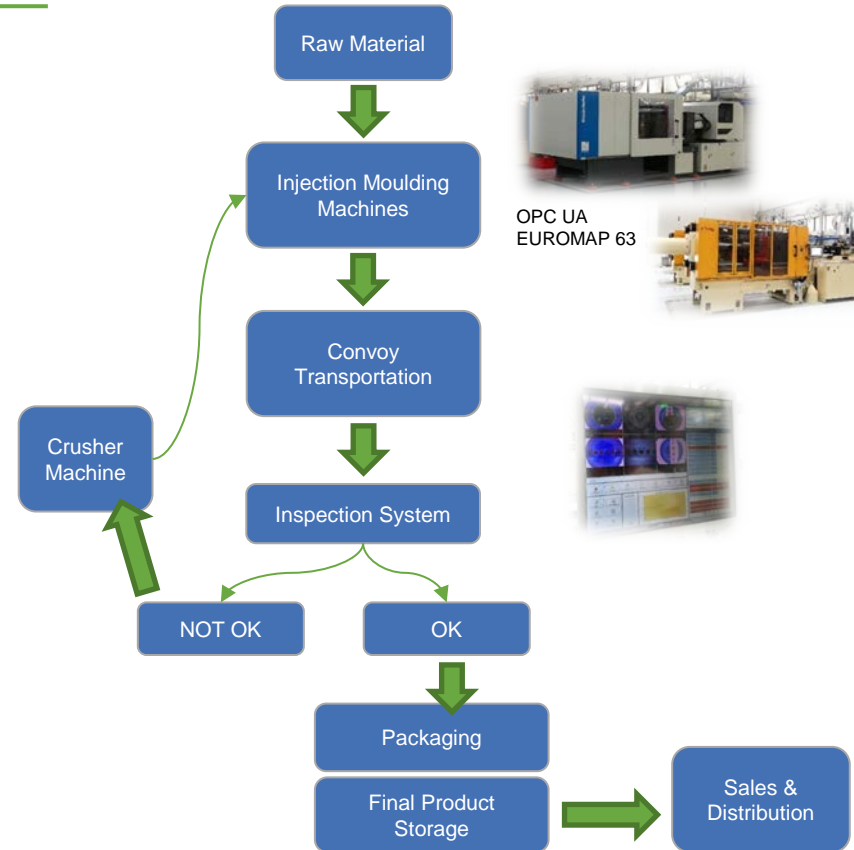 Raw Material
Injection Moulding
Machines
OPC UA
EUROMAP 63
Convoy
Transportation
Crusher
Machine
Inspection System
NOT OK
OK
Packaging
Final Product
Storage
Sales &
Distribution